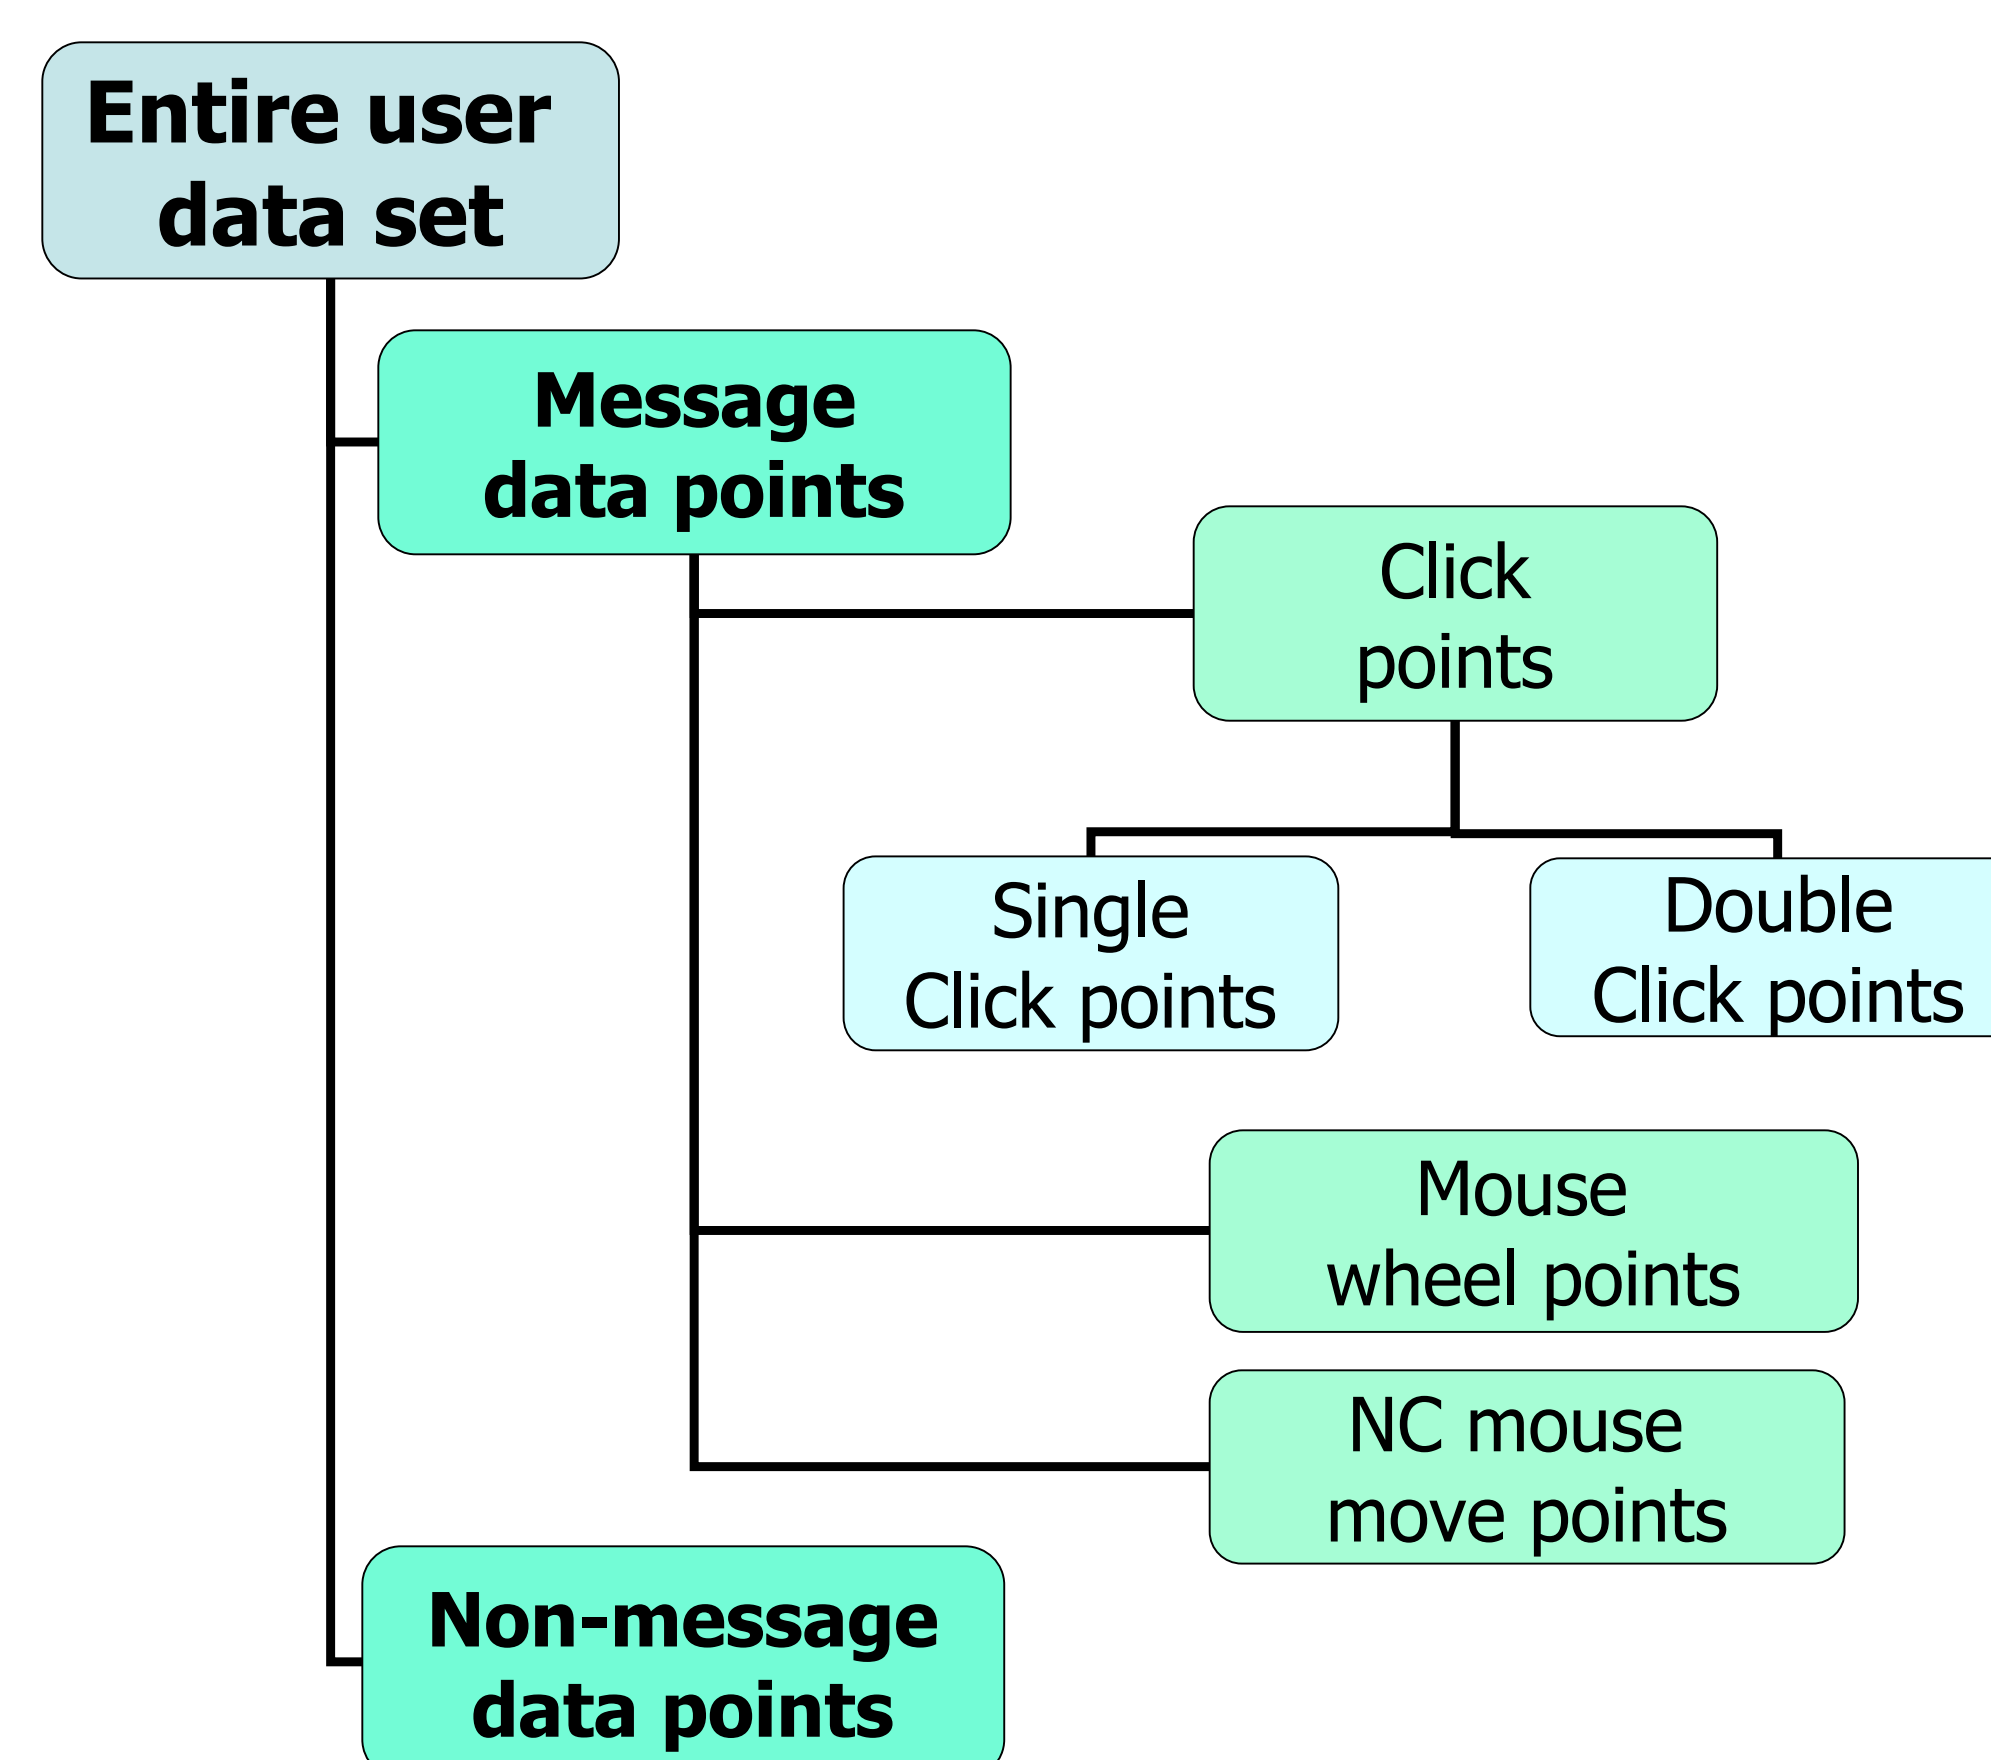 Entire user
data set
Message
data points
Click
points
Single
Click points
Double
Click points
Mouse
wheel points
NC mouse
move points
Non-message
data points